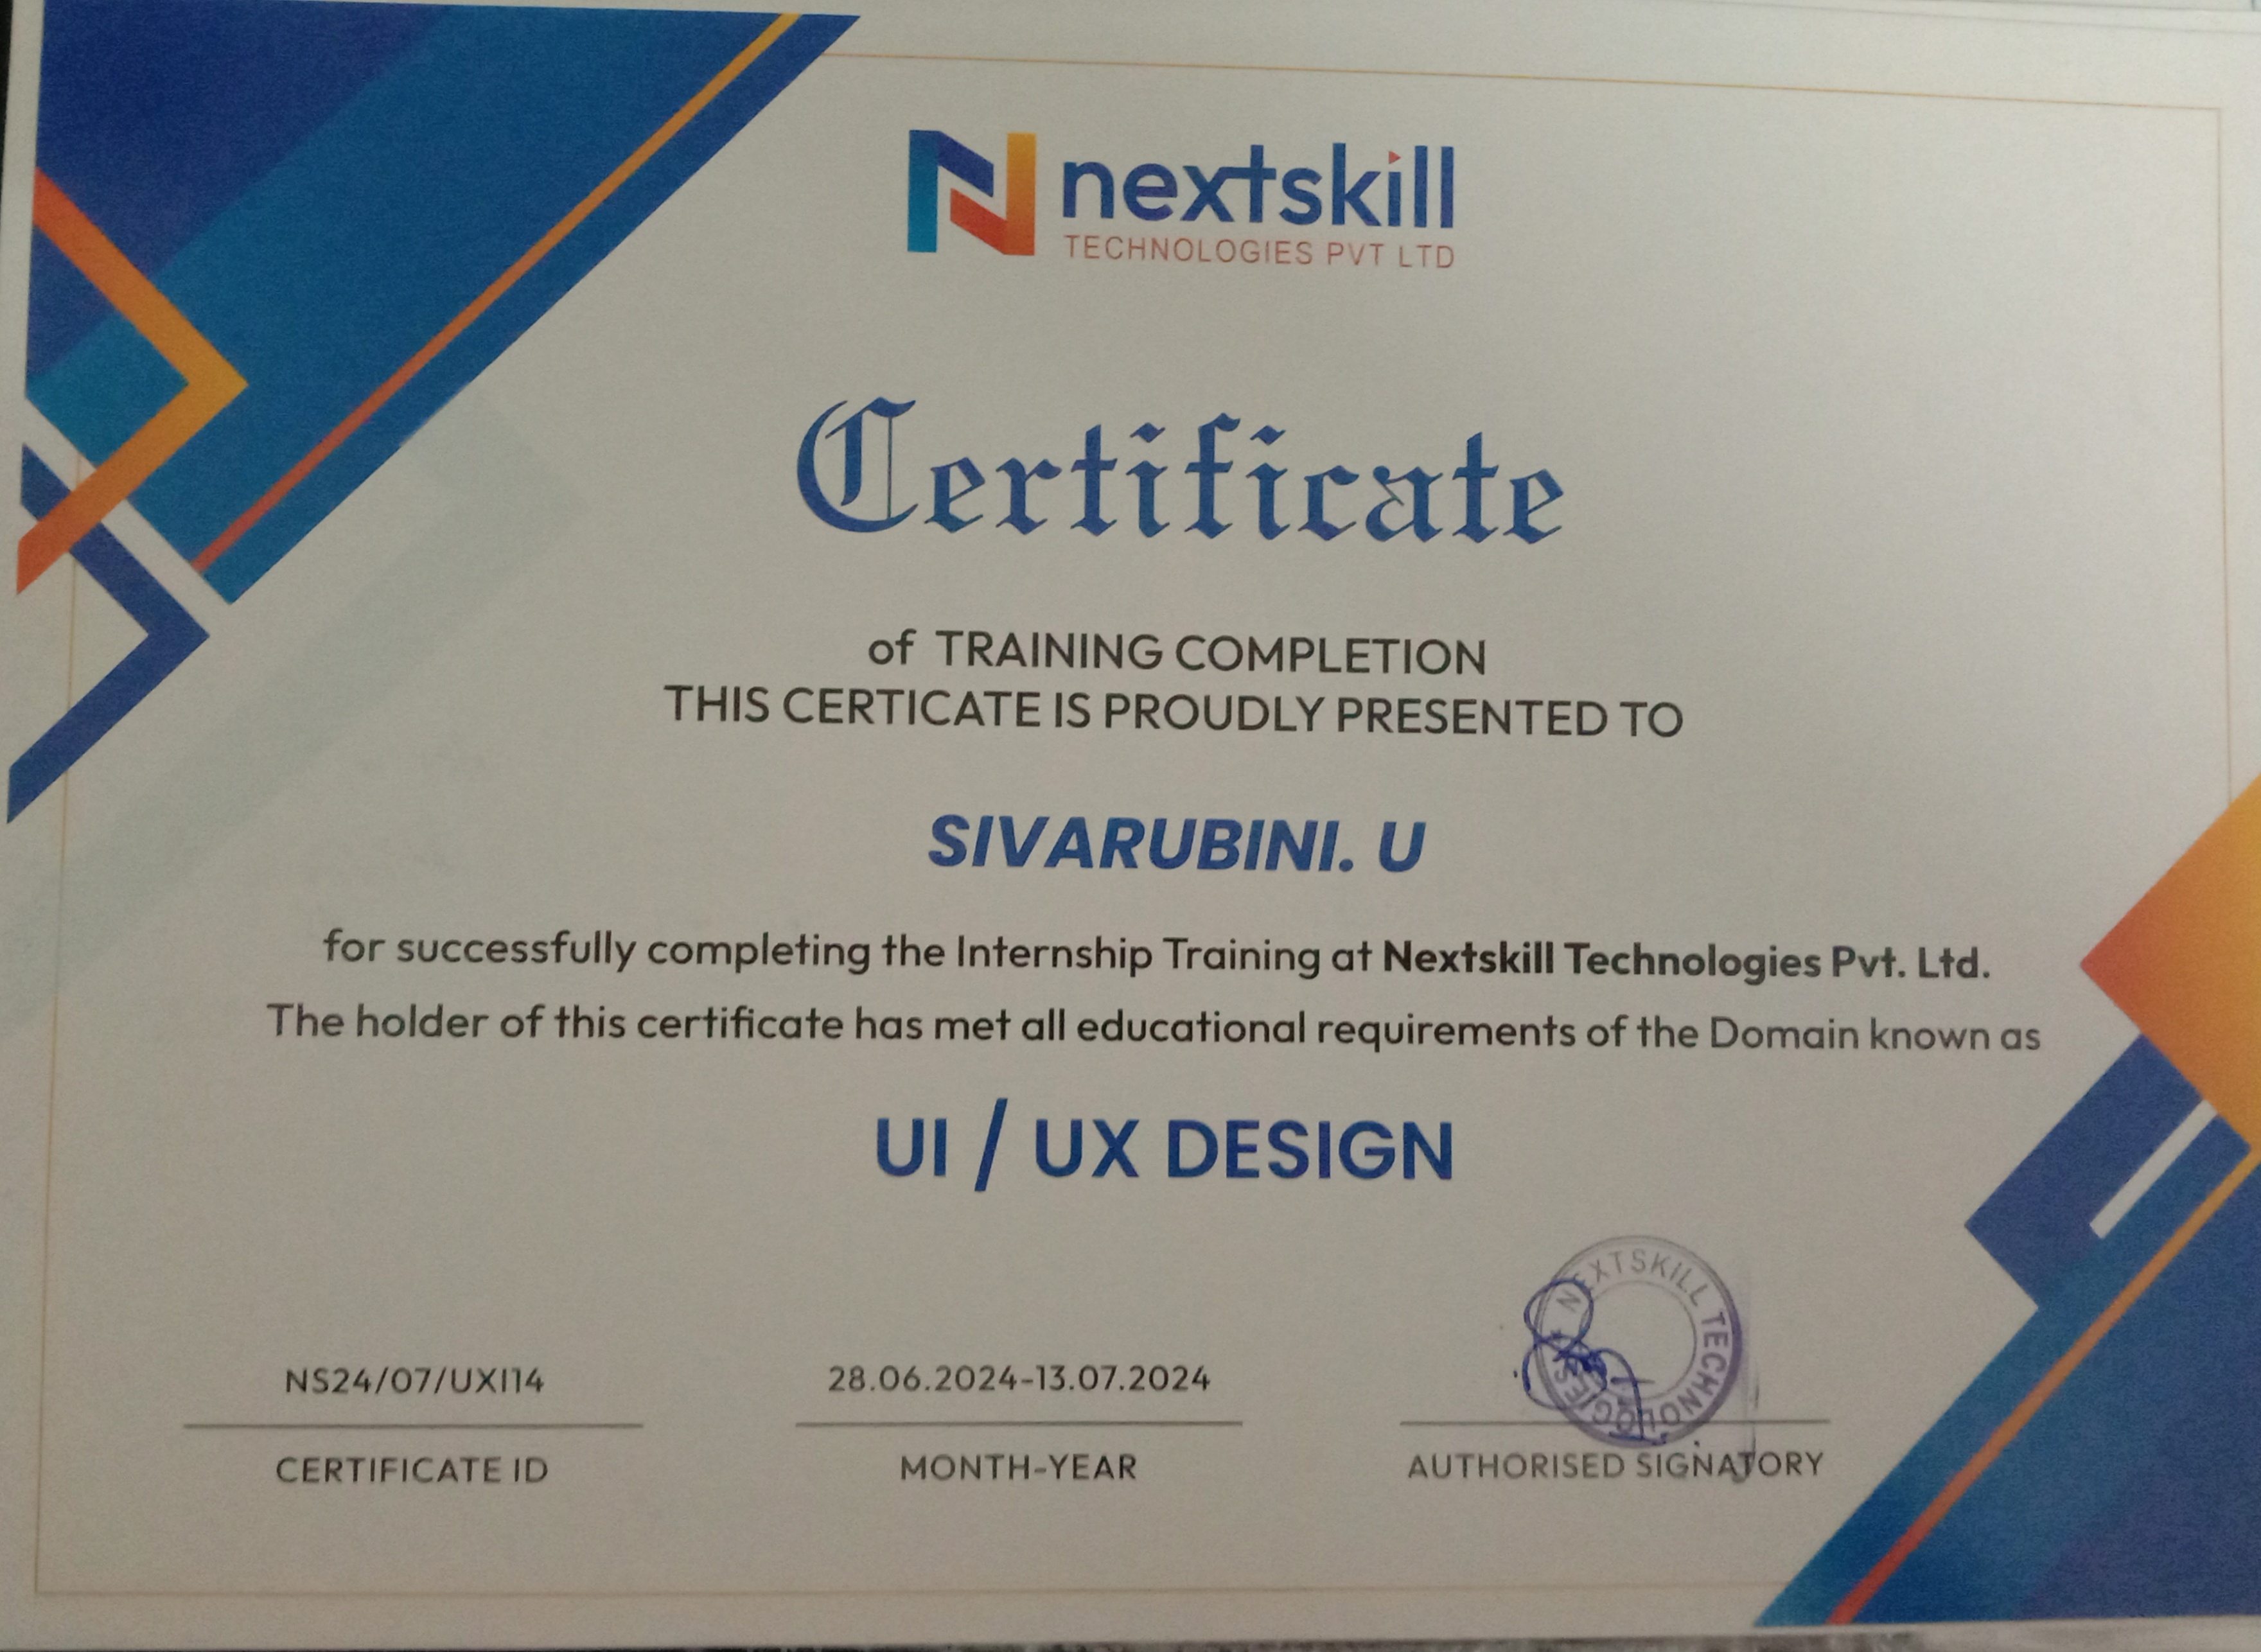 nextskill
TECHNOLOGIES PVT LTD
Certificate
of TRAINING COMPLETION
THIS CERTICATE IS PROUDLY PRESENTED TO
SIVARUBINI. U
for successfully completing the Internship Training at Nextskill Technologies Pvt. Ltd.
The holder of this certificate has met all educational requirements of the Domain known as
UI / UX DESIGN
NEXTSKILL TECHNOLOGIES
NS24/07/UXI14
28.06.2024-13.07.2024
CERTIFICATE ID
MONTH-YEAR
AUTHORISED SIGNATORY